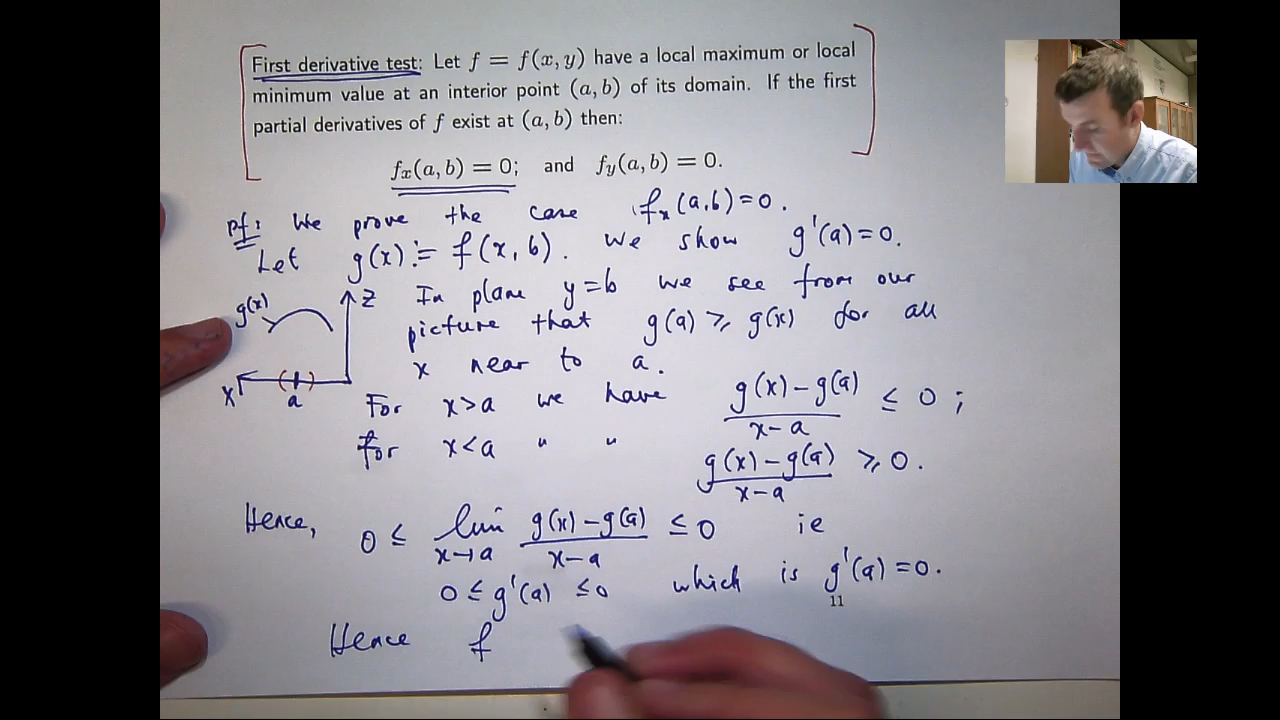 First derivative test: Let f = f(x, y) have a local maximum or local
minimum value at an interior point (a, b) of its domain. If the first
partial derivatives of f exist at (a, b) then:
fx(a, b) = 0; and fy(a, b) = 0.
pf: We prove the case fx(a,b)=0.
Let g(x) := f(x, b). We show g'(a)=0.
In plane y=b we see from our
picture that g(a) ≥ g(x) for all
x near to a.
g(x)
z
x
a
For x>a we have g(x)-g(a) / x-a ≤ 0 ;
for x<a " " g(x)-g(a) / x-a ≥ 0.
Hence, 0 ≤ lim x→a g(x)-g(a) / x-a ≤ 0 ie
0 ≤ g'(a) ≤ 0 which is g'(a)=0.
11
Hence f